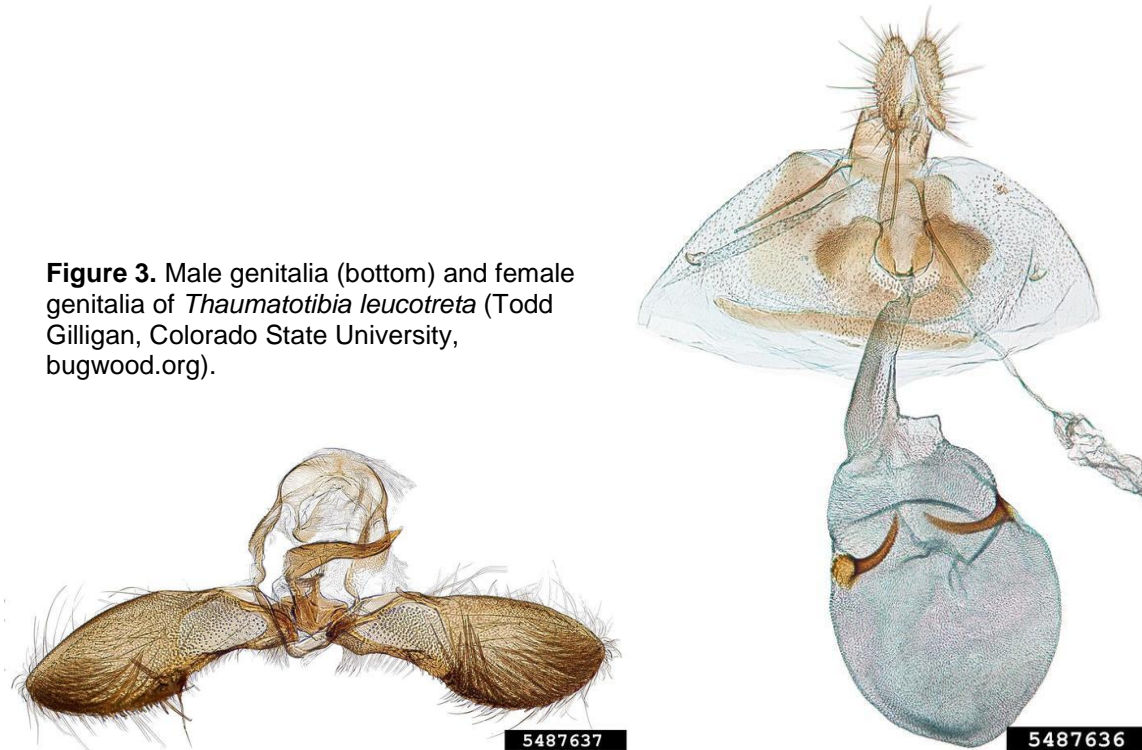 Figure 3. Male genitalia (bottom) and female
genitalia of Thaumatotibia leucotreta (Todd
Gilligan, Colorado State University,
bugwood.org).
5487637
5487636